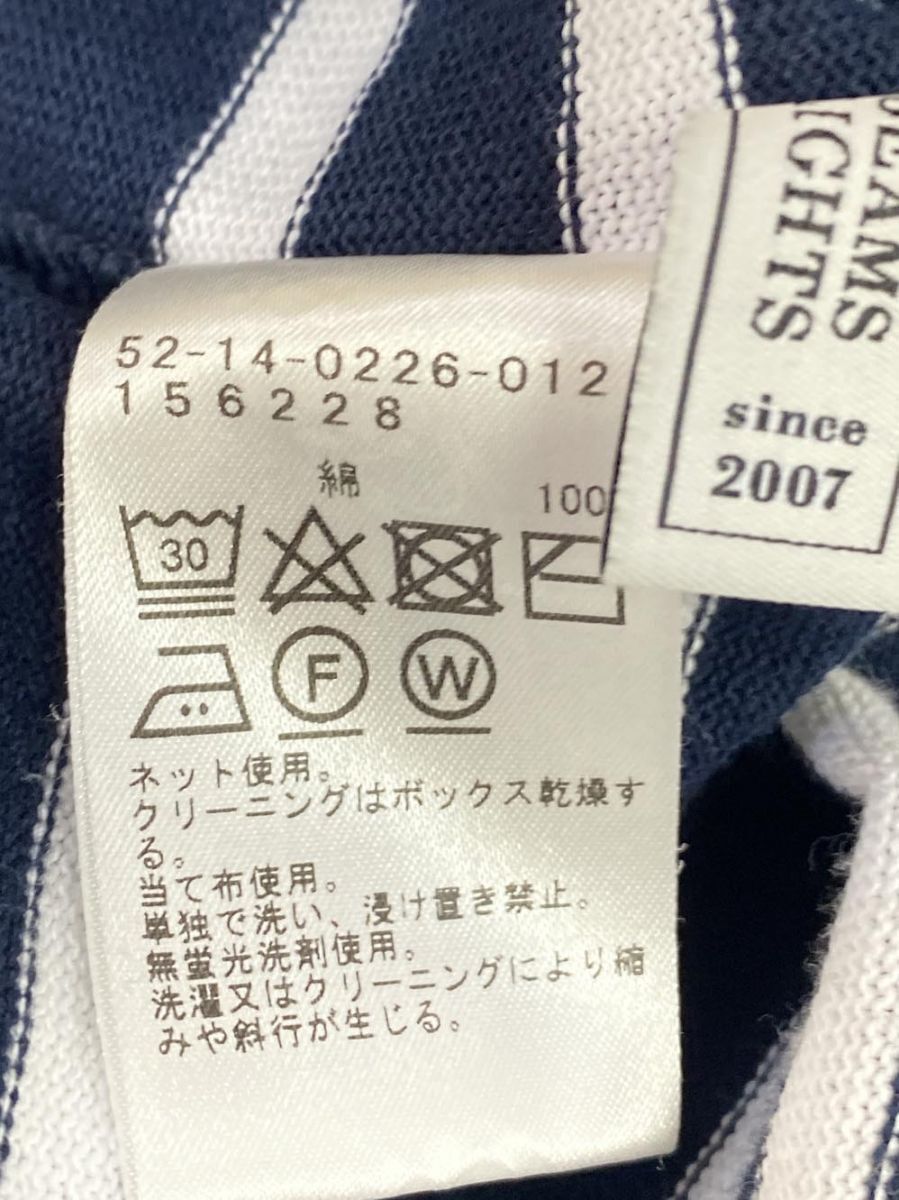 52-14-0226-012
156228
綿
100
30
F
W
ネット使用。
クリーニングはボックス乾燥す
る。
当て布使用。
単独で洗い、浸け置き禁止。
無蛍光洗剤使用。
洗濯又はクリーニングにより縮
みや斜行が生じる。
EAMS
IGHTS
since
2007